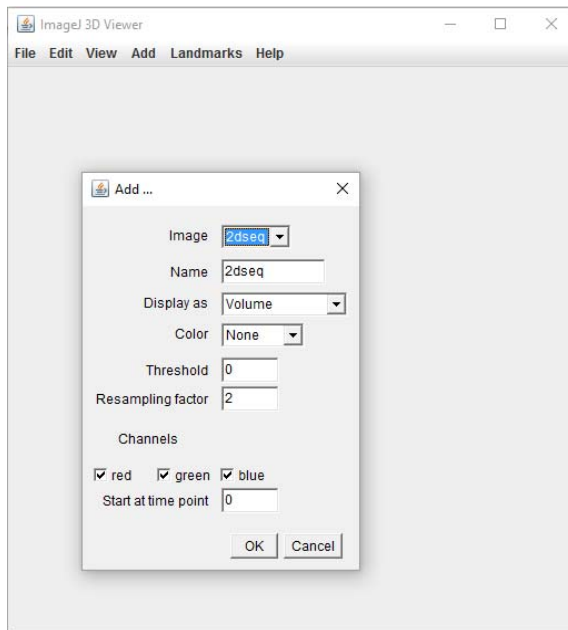 ImageJ 3D Viewer
File Edit View Add Landmarks Help
Add ...
Image 2dseq
Name 2dseq
Display as Volume
Color None
Threshold 0
Resampling factor 2
Channels
red green blue
Start at time point 0
OK Cancel